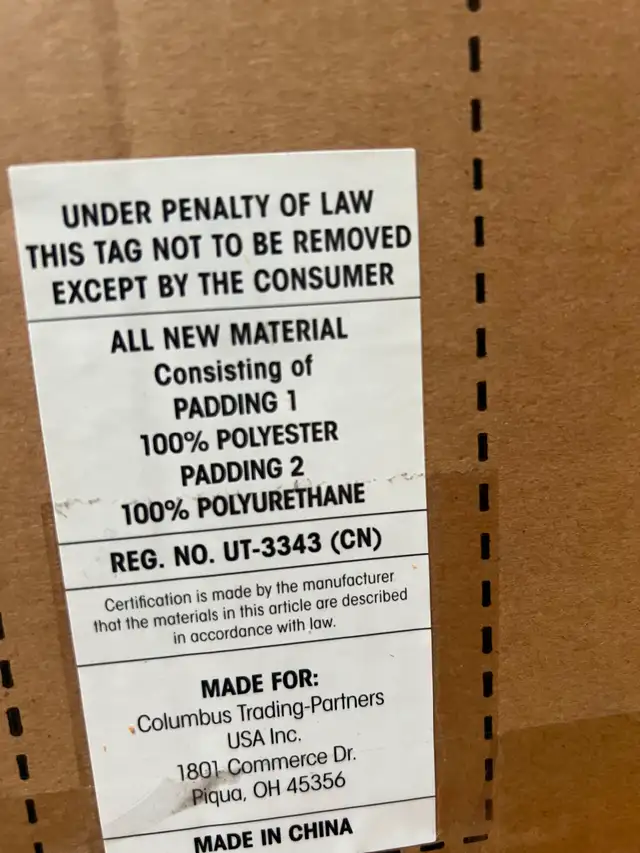 UNDER PENALTY OF LAW
THIS TAG NOT TO BE REMOVED
EXCEPT BY THE CONSUMER
ALL NEW MATERIAL
Consisting of
PADDING 1
100% POLYESTER
PADDING 2
100% POLYURETHANE
REG. NO. UT-3343 (CN)
Certification is made by the manufacturer
that the materials in this article are described
in accordance with law.
MADE FOR:
Columbus Trading-Partners
USA Inc.
1801 Commerce Dr.
Piqua, OH 45356
MADE IN CHINA